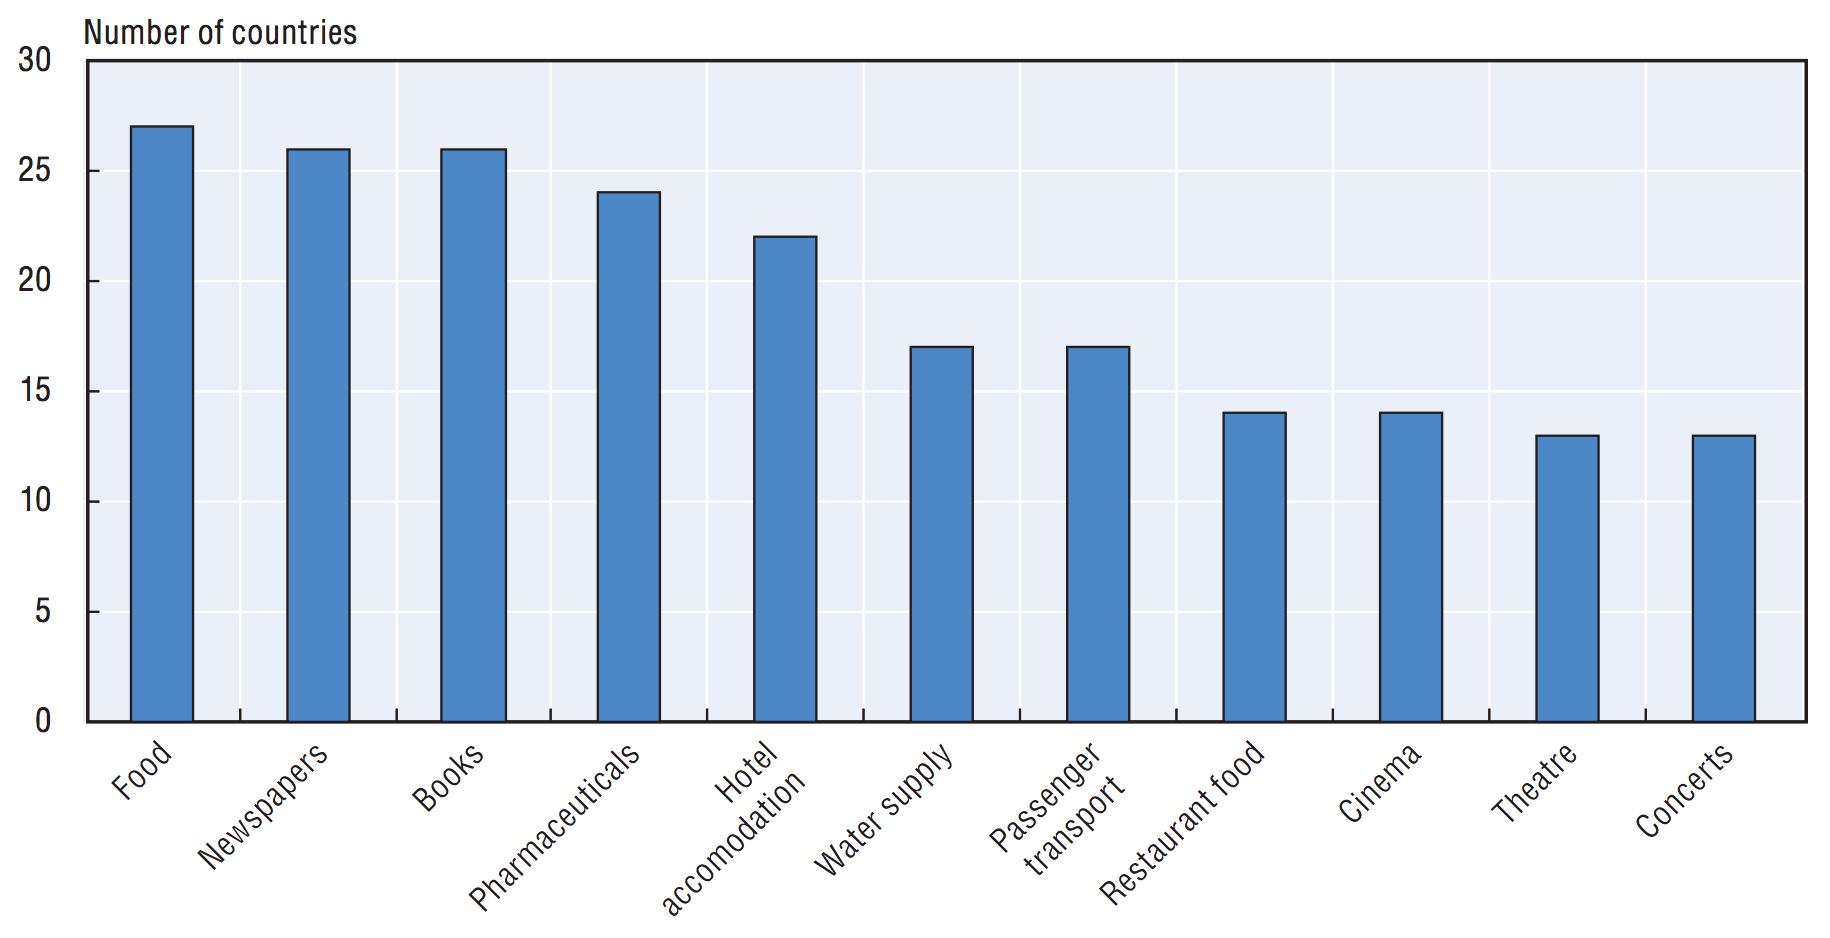 Number of countries
30
25
20
15
10
5
0
Food
Newspapers
Books
Pharmaceuticals
Hotel
accomodation
Water supply
Passenger
transport
Restaurant food
Cinema
Theatre
Concerts